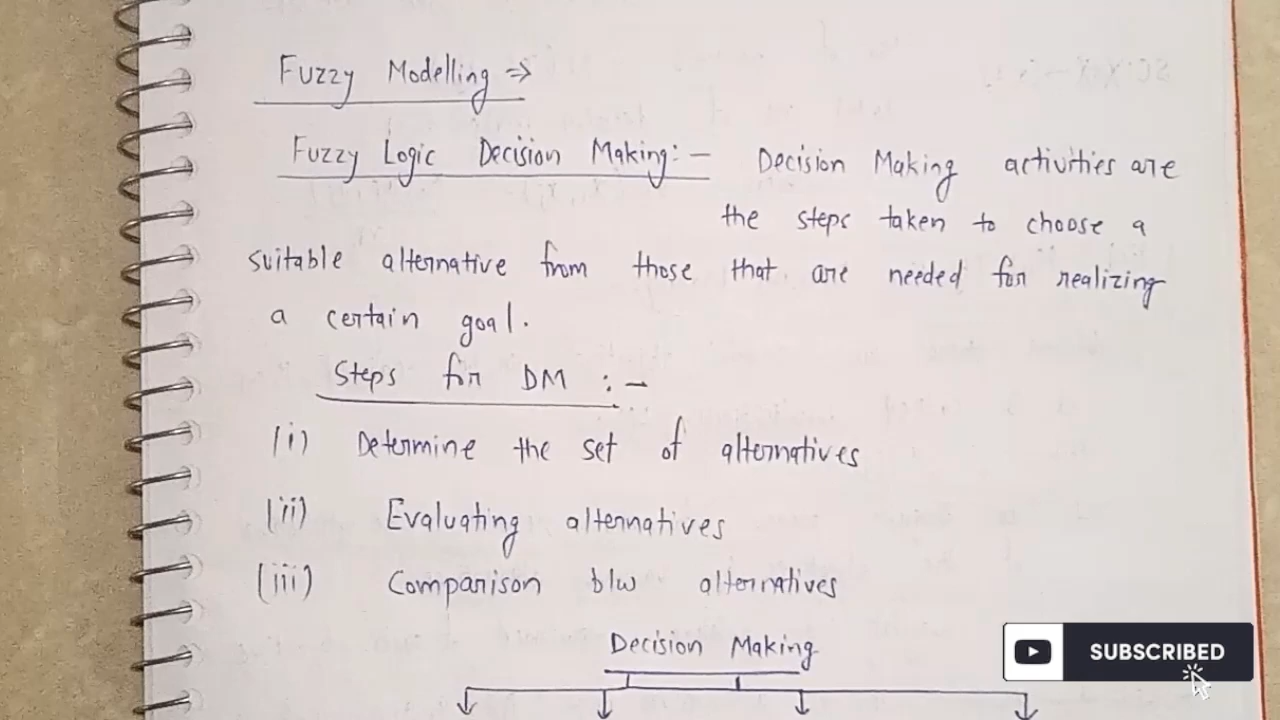 Fuzzy Modelling ⇒
Fuzzy Logic Decision Making:- Decision Making activities are
the steps taken to choose a
suitable alternative from those that are needed for realizing
a certain goal.
Steps for DM :-
(i) Determine the set of alternatives
(ii) Evaluating alternatives
(iii) Comparison b/w alternatives
Decision Making
SUBSCRIBED